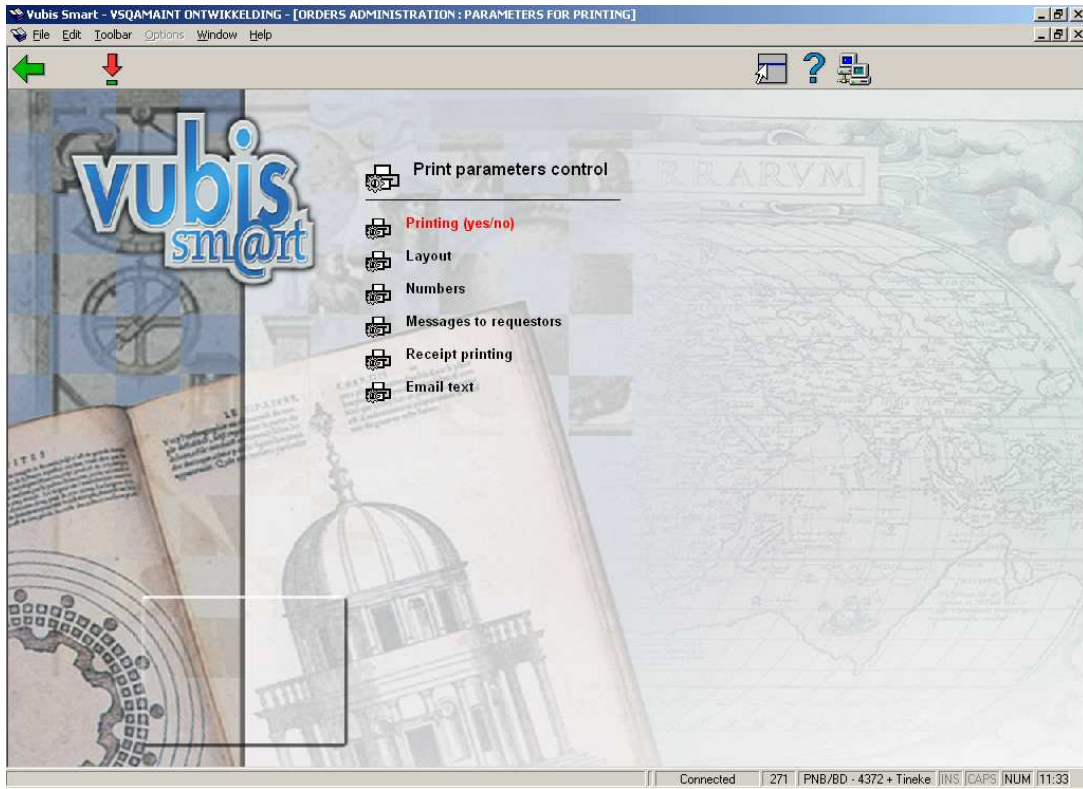 Vubis Smart - VSQAMAINT ONTWIKKELDING - [ORDERS ADMINISTRATION : PARAMETERS FOR PRINTING]
File Edit Toolbar Options Window Help
vubis
sm@rt
Print parameters control
Printing (yes/no)
Layout
Numbers
Messages to requestors
Receipt printing
Email text
Connected 271 PNB/BD - 4372 + Tineke INS CAPS NUM 11:33